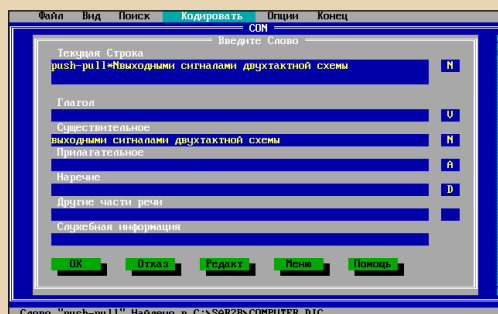 Файл Вид Поиск Кодировать Опции Конец
CON
Введите Слово
Текущая Строка
push-pull*Nвыходными сигналами двухтактной схемы N
Глагол
V
Существительное
выходными сигналами двухтактной схемы N
Прилагательное
A
Наречие
D
Другие части речи
Служебная информация
OK Отказ Редакт Меню Помощь
Слово "push-pull" Найдено в C:\SAR2B\COMPUTER.DIC